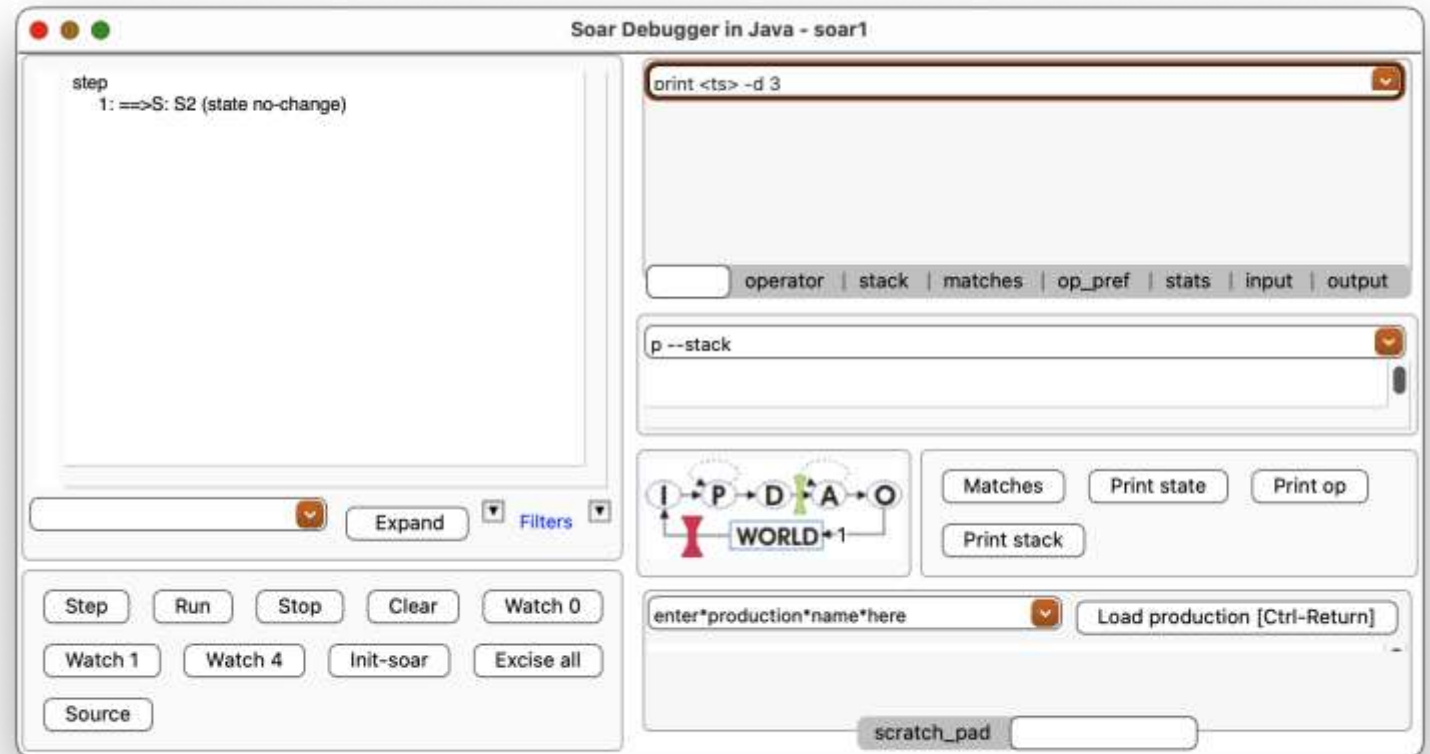 Soar Debugger in Java - soar1
step
1: ==>S: S2 (state no-change)
Expand
Filters
Step
Run
Stop
Clear
Watch 0
Watch 1
Watch 4
Init-soar
Excise all
Source
print <ts> -d 3
operator | stack | matches | op_pref | stats | input | output
p --stack
I P D A O
WORLD 1
Matches
Print state
Print op
Print stack
enter*production*name*here
Load production [Ctrl-Return]
scratch_pad